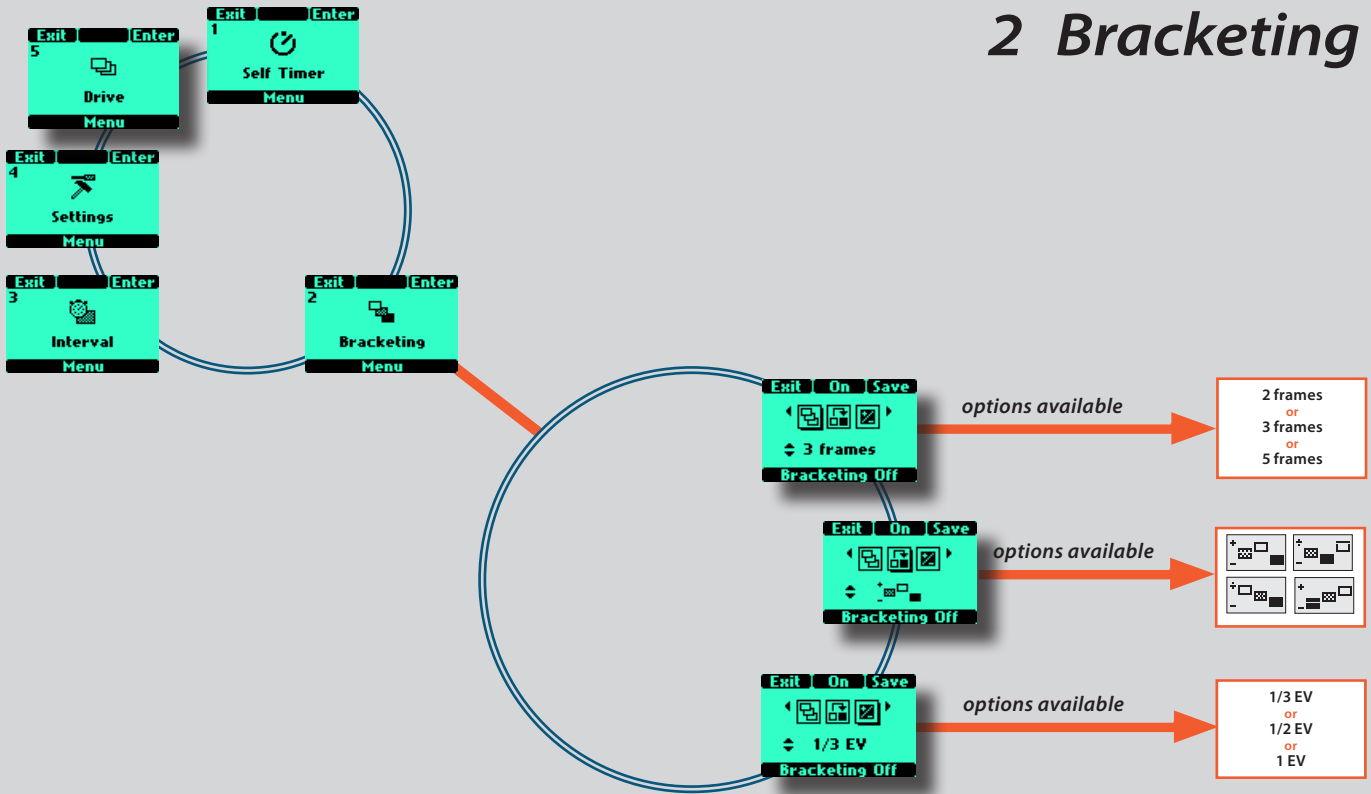 2 Bracketing
Exit Enter
1
Self Timer
Menu
Exit Enter
5
Drive
Menu
Exit Enter
4
Settings
Menu
Exit Enter
3
Interval
Menu
Exit Enter
2
Bracketing
Menu
Exit On Save
3 frames
Bracketing Off
options available
2 frames
or
3 frames
or
5 frames
Exit On Save
+
-
Bracketing Off
options available
+
-
+
-
+
-
+
-
Exit On Save
1/3 EV
Bracketing Off
options available
1/3 EV
or
1/2 EV
or
1 EV